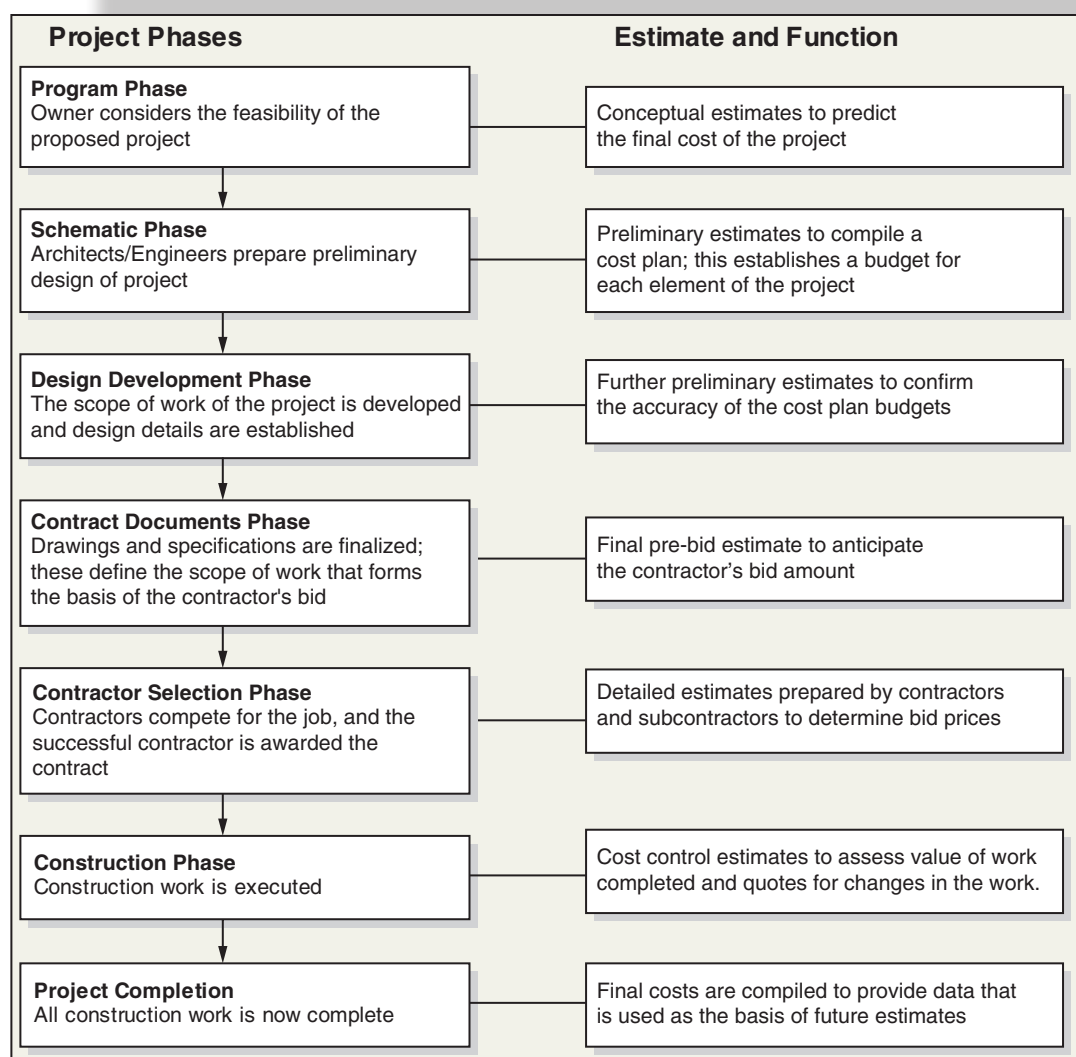 Project Phases
Estimate and Function
Program Phase
Owner considers the feasibility of the
proposed project
Conceptual estimates to predict
the final cost of the project
Schematic Phase
Architects/Engineers prepare preliminary
design of project
Preliminary estimates to compile a
cost plan; this establishes a budget for
each element of the project
Design Development Phase
The scope of work of the project is developed
and design details are established
Further preliminary estimates to confirm
the accuracy of the cost plan budgets
Contract Documents Phase
Drawings and specifications are finalized;
these define the scope of work that forms
the basis of the contractor's bid
Final pre-bid estimate to anticipate
the contractor’s bid amount
Contractor Selection Phase
Contractors compete for the job, and the
successful contractor is awarded the
contract
Detailed estimates prepared by contractors
and subcontractors to determine bid prices
Construction Phase
Construction work is executed
Cost control estimates to assess value of work
completed and quotes for changes in the work.
Project Completion
All construction work is now complete
Final costs are compiled to provide data that
is used as the basis of future estimates